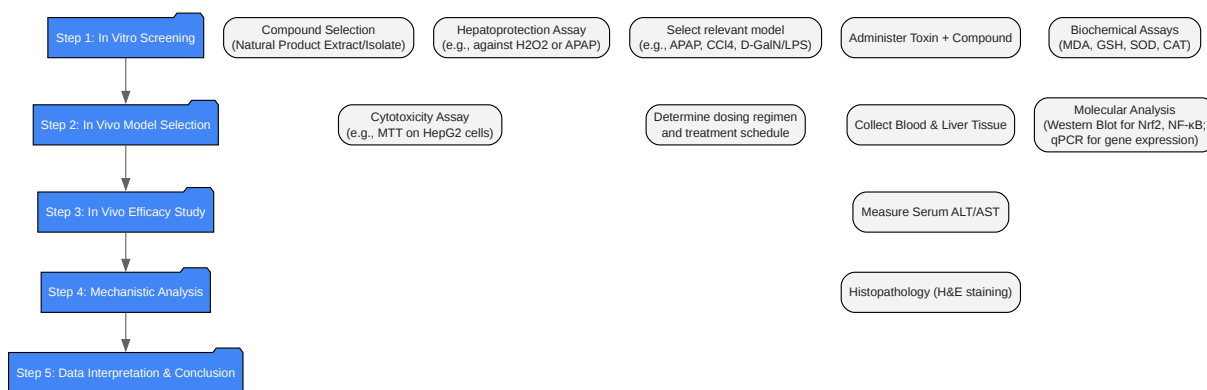 Step 1: In Vitro Screening
Compound Selection
(Natural Product Extract/Isolate)
Hepatoprotection Assay
(e.g., against H2O2 or APAP)
Select relevant model
(e.g., APAP, CCl4, D-GalN/LPS)
Administer Toxin + Compound
Biochemical Assays
(MDA, GSH, SOD, CAT)
Step 2: In Vivo Model Selection
Cytotoxicity Assay
(e.g., MTT on HepG2 cells)
Determine dosing regimen
and treatment schedule
Collect Blood & Liver Tissue
Molecular Analysis
(Western Blot for Nrf2, NF-κB;
qPCR for gene expression)
Step 3: In Vivo Efficacy Study
Measure Serum ALT/AST
Step 4: Mechanistic Analysis
Histopathology (H&E staining)
Step 5: Data Interpretation & Conclusion